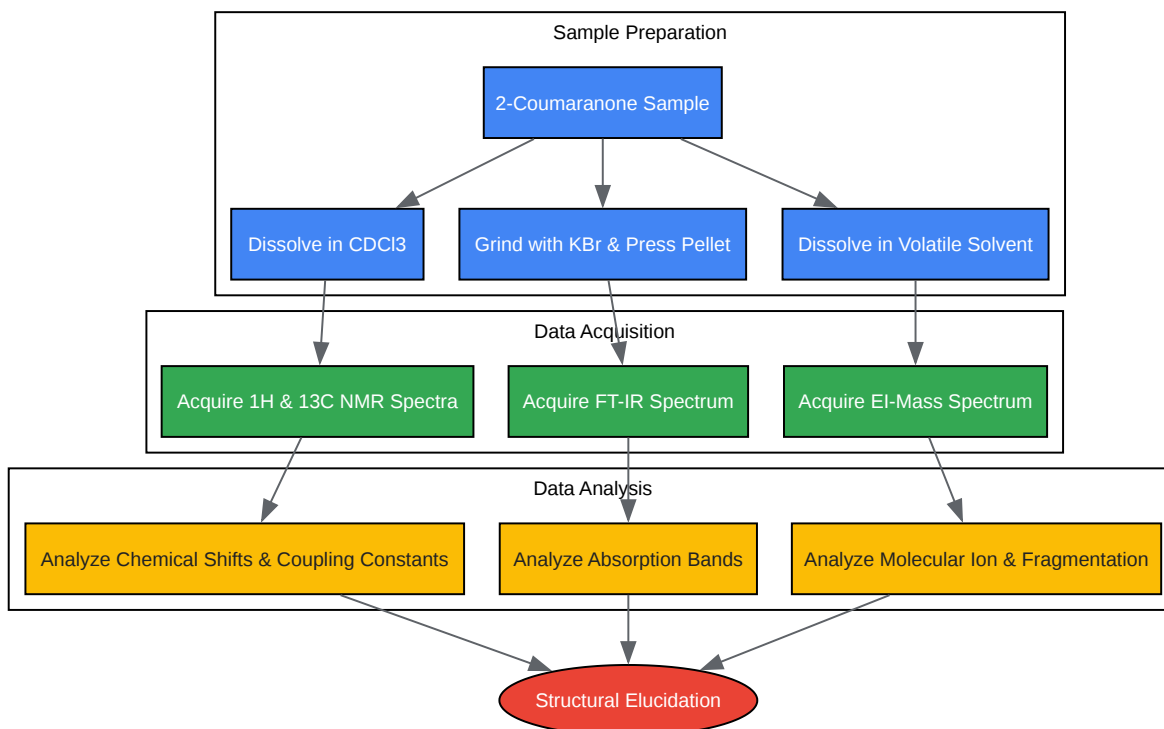 Sample Preparation
2-Coumaranone Sample
Dissolve in CDCl3
Grind with KBr & Press Pellet
Dissolve in Volatile Solvent
Data Acquisition
Acquire 1H & 13C NMR Spectra
Acquire FT-IR Spectrum
Acquire EI-Mass Spectrum
Data Analysis
Analyze Chemical Shifts & Coupling Constants
Analyze Absorption Bands
Analyze Molecular Ion & Fragmentation
Structural Elucidation